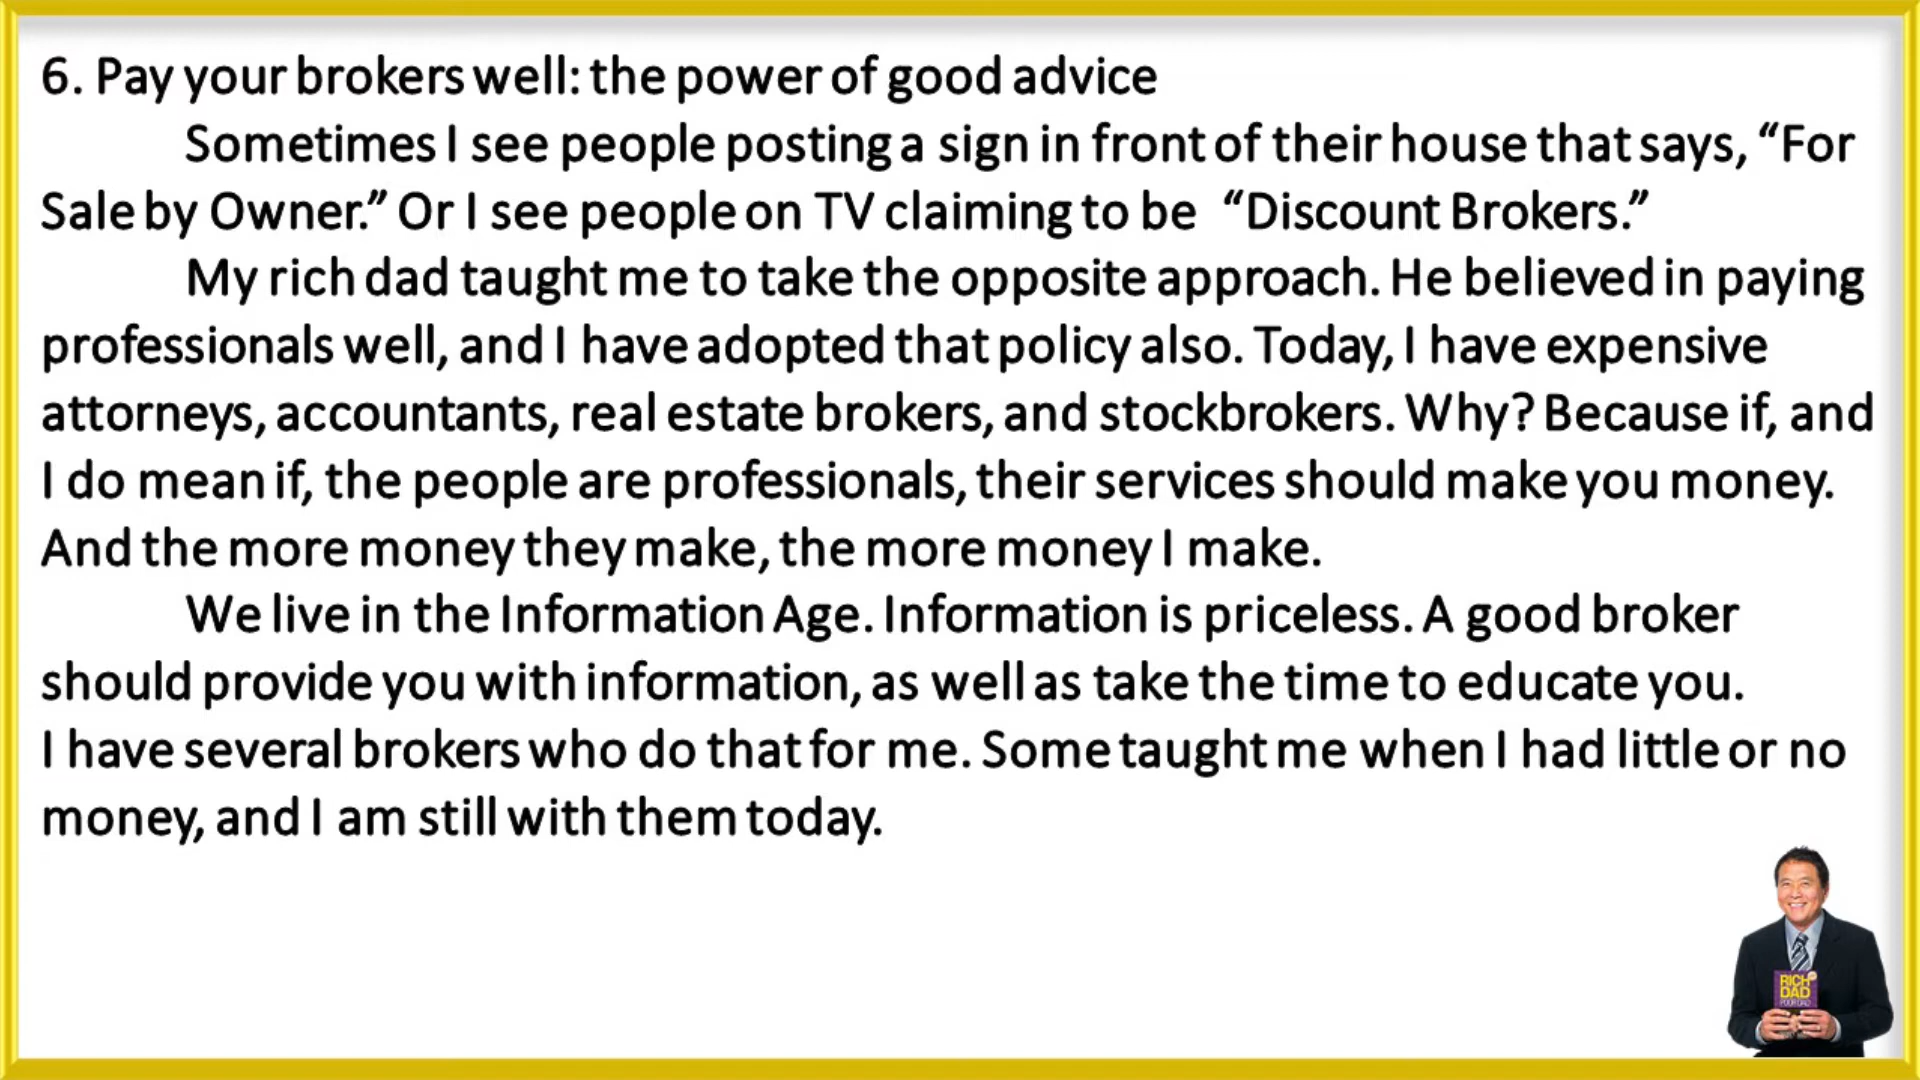 6. Pay your brokers well: the power of good advice
Sometimes I see people posting a sign in front of their house that says, “For
Sale by Owner.” Or I see people on TV claiming to be “Discount Brokers.”
My rich dad taught me to take the opposite approach. He believed in paying
professionals well, and I have adopted that policy also. Today, I have expensive
attorneys, accountants, real estate brokers, and stockbrokers. Why? Because if, and
I do mean if, the people are professionals, their services should make you money.
And the more money they make, the more money I make.
We live in the Information Age. Information is priceless. A good broker
should provide you with information, as well as take the time to educate you.
I have several brokers who do that for me. Some taught me when I had little or no
money, and I am still with them today.
RICH
DAD
POOR DAD